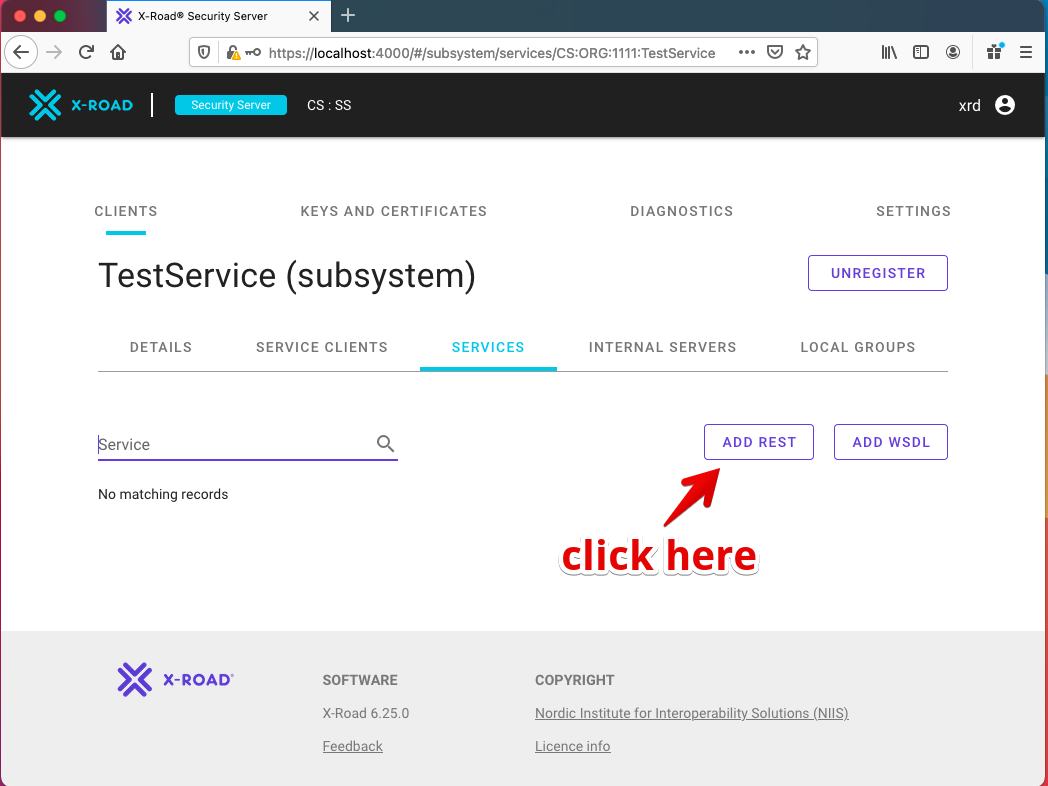 X-Road® Security Server
https://localhost:4000/#/subsystem/services/CS:ORG:1111:TestService
X-ROAD
Security Server
CS : SS
xrd
CLIENTS
KEYS AND CERTIFICATES
DIAGNOSTICS
SETTINGS
TestService (subsystem)
UNREGISTER
DETAILS
SERVICE CLIENTS
SERVICES
INTERNAL SERVERS
LOCAL GROUPS
Service
ADD REST
ADD WSDL
No matching records
click here
X-ROAD®
SOFTWARE
COPYRIGHT
X-Road 6.25.0
Nordic Institute for Interoperability Solutions (NIIS)
Feedback
Licence info